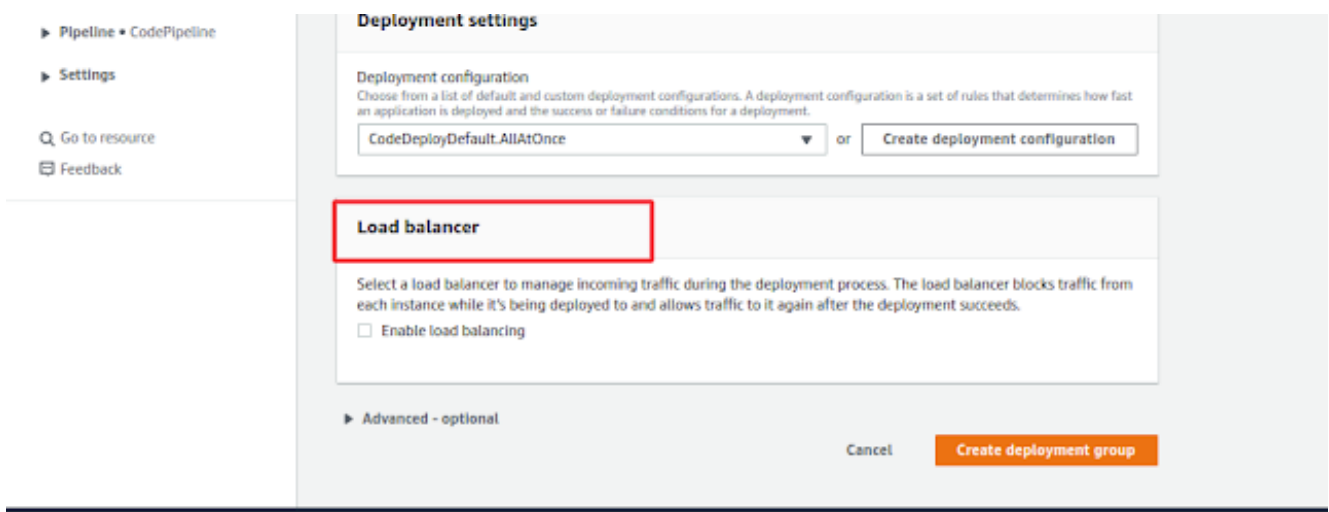 Pipeline • CodePipeline
Settings
Go to resource
Feedback
Deployment settings
Deployment configuration
Choose from a list of default and custom deployment configurations. A deployment configuration is a set of rules that determines how fast
an application is deployed and the success or failure conditions for a deployment.
CodeDeployDefault.AllAtOnce
or
Create deployment configuration
Load balancer
Select a load balancer to manage incoming traffic during the deployment process. The load balancer blocks traffic from
each instance while it's being deployed to and allows traffic to it again after the deployment succeeds.
Enable load balancing
Advanced - optional
Cancel
Create deployment group